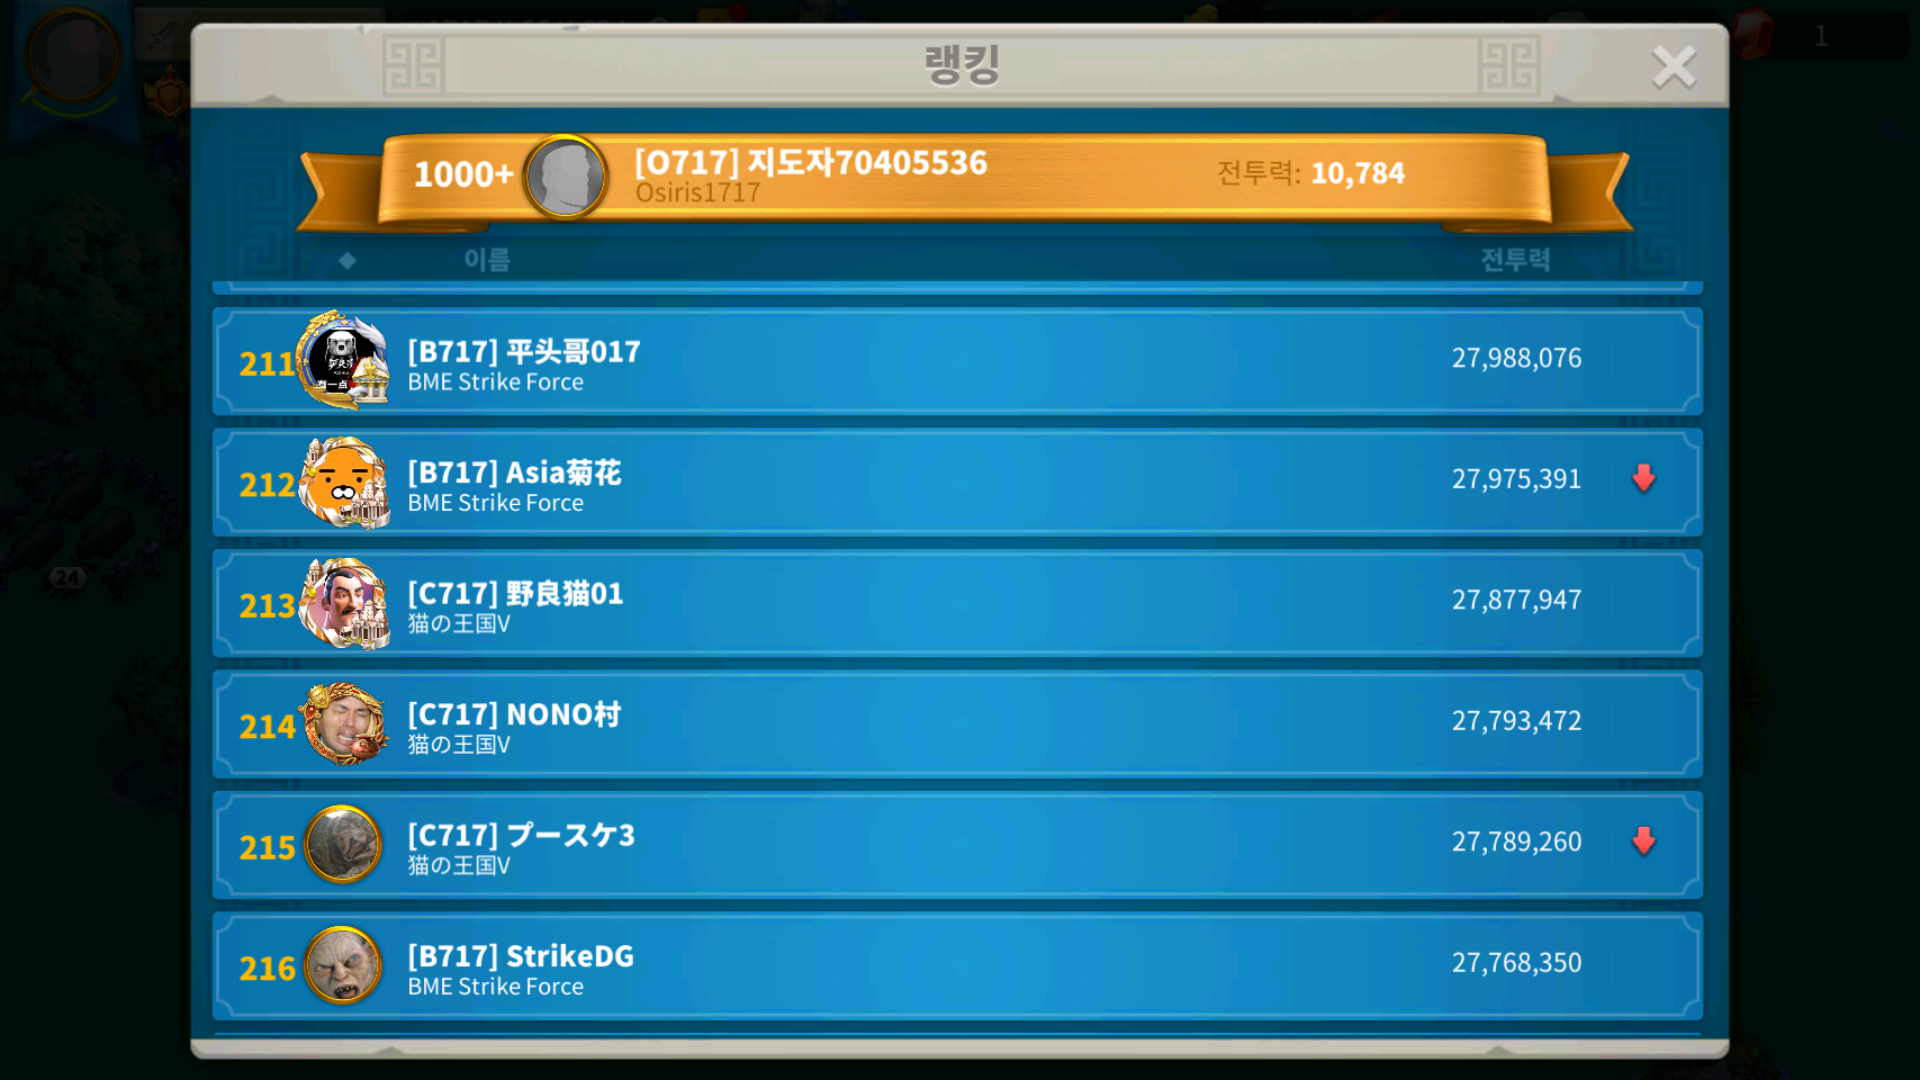 1
랭킹
1000+
[O717] 지도자70405536
Osiris1717
전투력: 10,784
이름
전투력
211
[B717] 平头哥017
BME Strike Force
27,988,076
212
[B717] Asia菊花
BME Strike Force
27,975,391
213
[C717] 野良猫01
猫の王国V
27,877,947
24
214
[C717] NONO村
猫の王国V
27,793,472
215
[C717] プースケ3
猫の王国V
27,789,260
216
[B717] StrikeDG
BME Strike Force
27,768,350